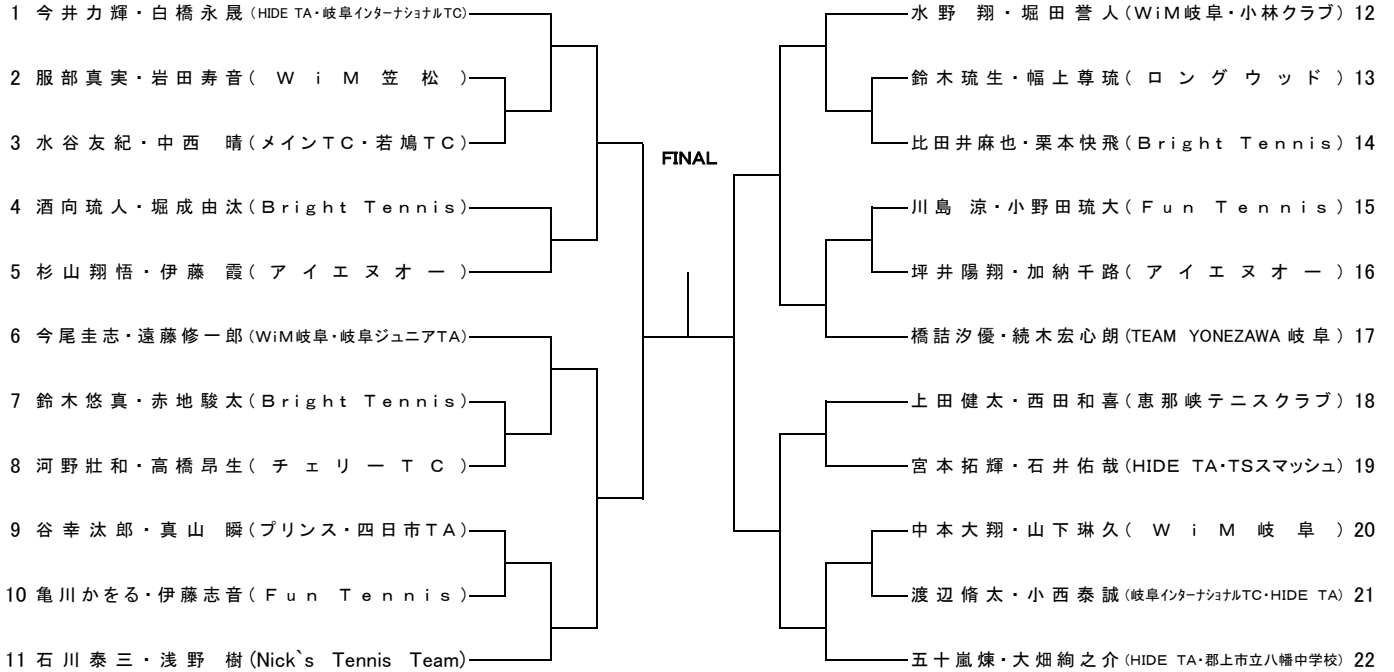 1 今井力輝・白橋永晟(HIDE TA・岐阜インターナショナルTC)
2 服部真実・岩田寿音(WiM笠松)
3 水谷友紀・中西 晴(メインTC・若鳩TC)
4 酒向琉人・堀成由汰(Bright Tennis)
5 杉山翔悟・伊藤 霞(アイエヌオー)
6 今尾圭志・遠藤修一郎(WiM岐阜・岐阜ジュニアTA)
7 鈴木悠真・赤地駿太(Bright Tennis)
8 河野壯和・高橋昂生(チェリーTC)
9 谷幸汰郎・真山 瞬(プリンス・四日市TA)
10 亀川かをる・伊藤志音(Fun Tennis)
11 石川泰三・浅野 樹(Nick`s Tennis Team)
FINAL
水野 翔・堀田誉人(WiM岐阜・小林クラブ) 12
鈴木琉生・幅上尊琉(ロングウッド) 13
比田井麻也・栗本快飛(Bright Tennis) 14
川島 涼・小野田琉大(Fun Tennis) 15
坪井陽翔・加納千路(アイエヌオー) 16
橋詰汐優・続木宏心朗(TEAM YONEZAWA 岐阜) 17
上田健太・西田和喜(恵那峡テニスクラブ) 18
宮本拓輝・石井佑哉(HIDE TA・TSスマッシュ) 19
中本大翔・山下琳久(WiM岐阜) 20
渡辺脩太・小西泰誠(岐阜インターナショナルTC・HIDE TA) 21
五十嵐煉・大畑絢之介(HIDE TA・郡上市立八幡中学校) 22